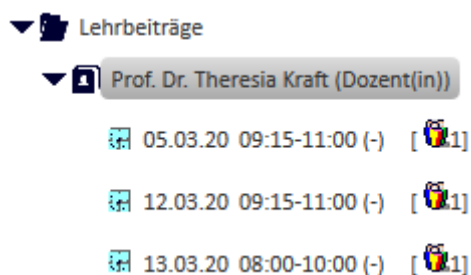 Lehrbeiträge
Prof. Dr. Theresia Kraft (Dozent(in))
05.03.20 09:15-11:00 (-) [ 1]
12.03.20 09:15-11:00 (-) [ 1]
13.03.20 08:00-10:00 (-) [ 1]